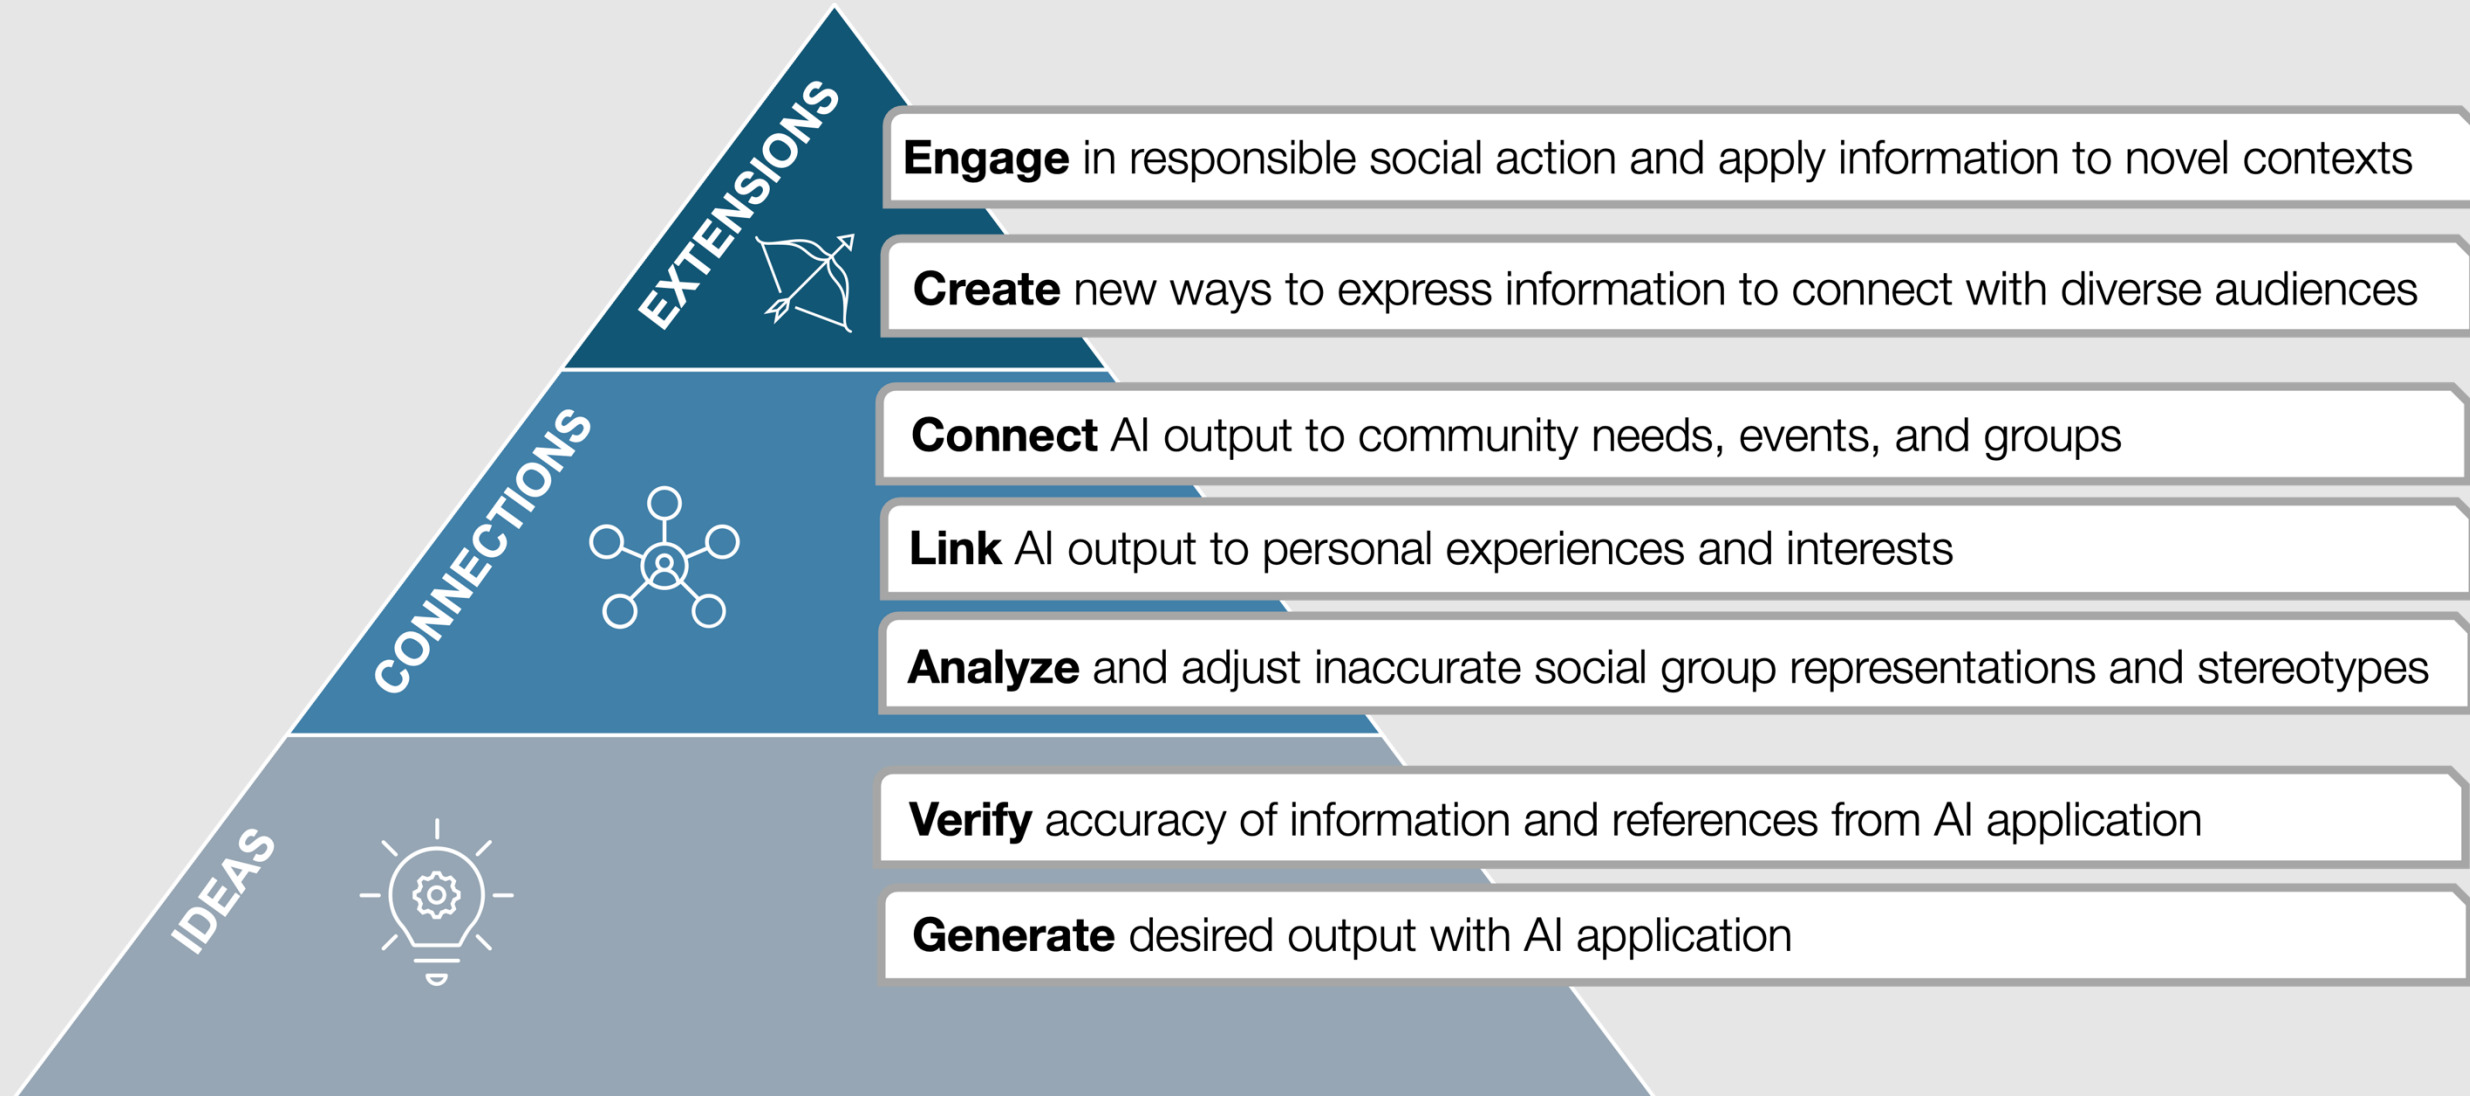 EXTENSIONS
Engage in responsible social action and apply information to novel contexts
Create new ways to express information to connect with diverse audiences
CONNECTIONS
Connect AI output to community needs, events, and groups
Link AI output to personal experiences and interests
Analyze and adjust inaccurate social group representations and stereotypes
IDEAS
Verify accuracy of information and references from AI application
Generate desired output with AI application